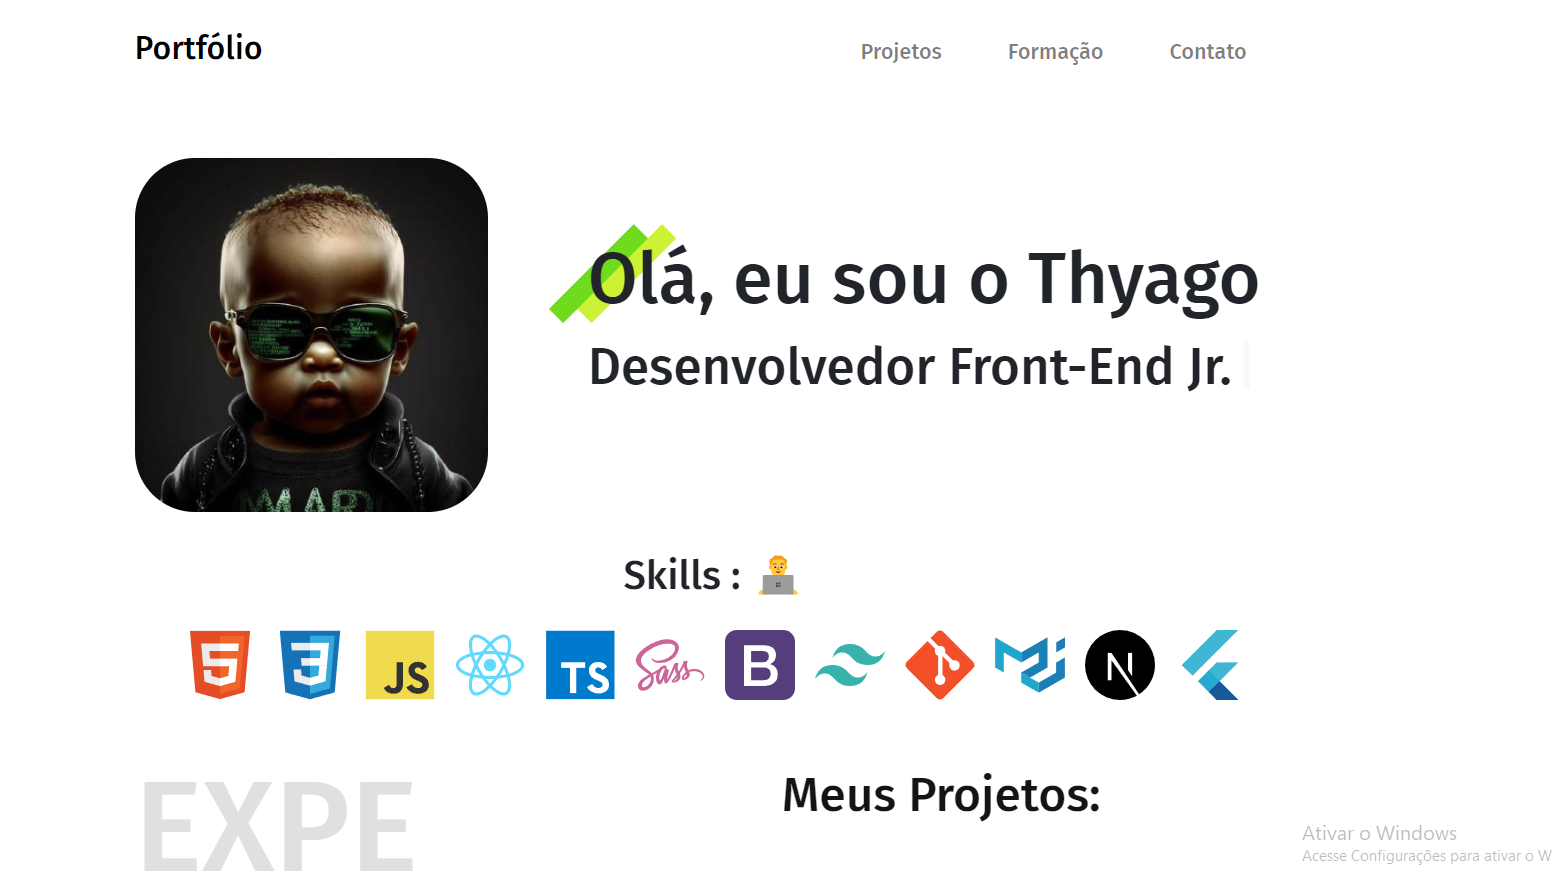 Portfólio
Projetos
Formação
Contato
Olá, eu sou o Thyago
Desenvolvedor Front-End Jr.
Skills :
5
3
JS
TS
Sass
B
N
EXPE
Meus Projetos:
Ativar o Windows
Acesse Configurações para ativar o W